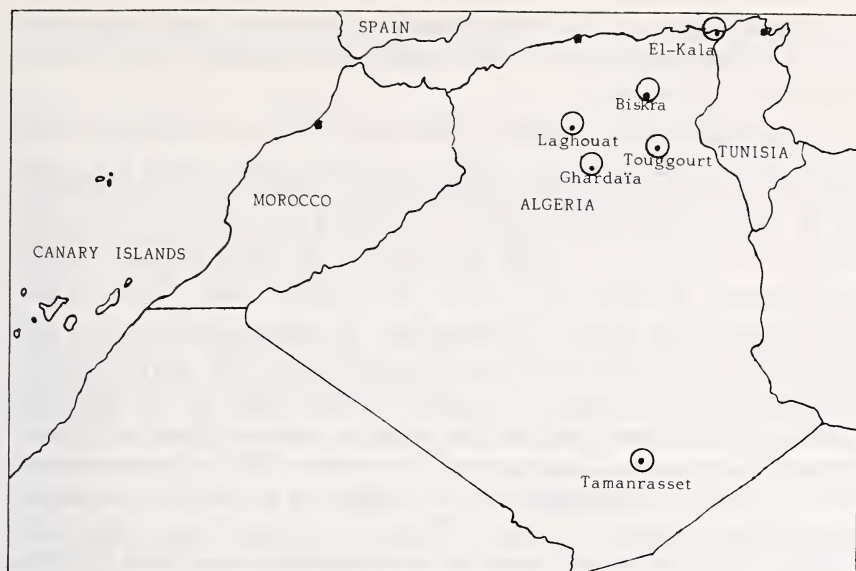 SPAIN
El-Kala
Biskra
Laghouat
Touggourt
TUNISIA
Ghardaïa
MOROCCO
ALGERIA
CANARY ISLANDS
Tamanrasset